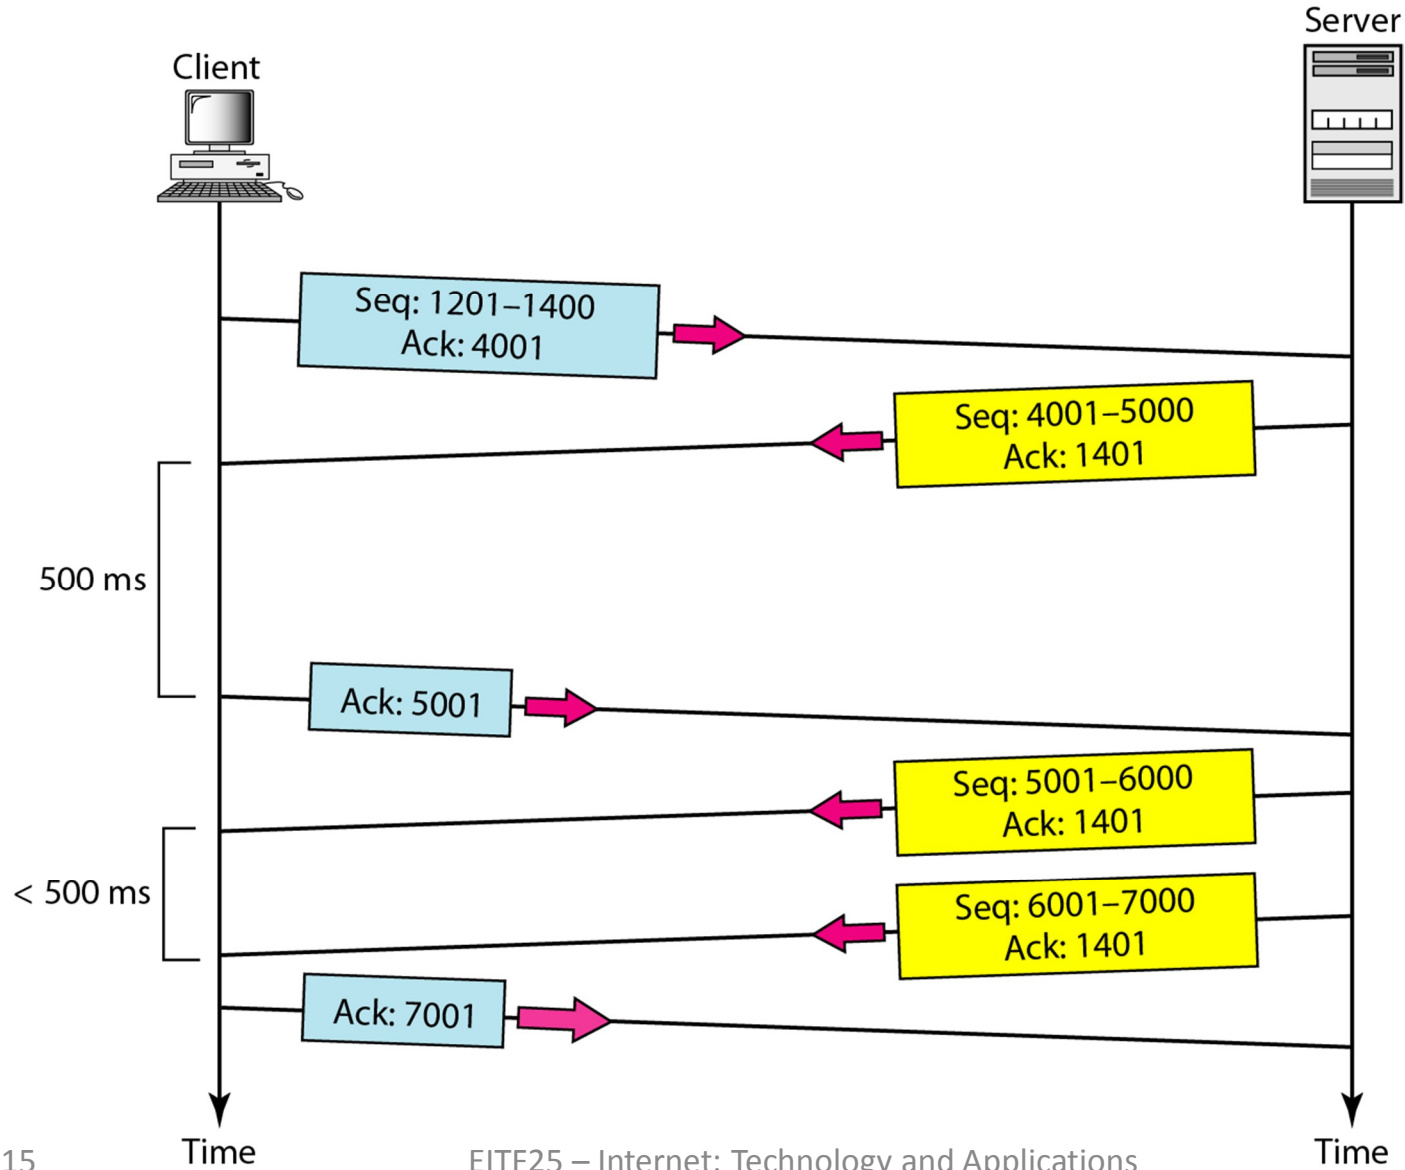 Server
Client
Seq: 1201–1400
Ack: 4001
Seq: 4001–5000
Ack: 1401
500 ms
Ack: 5001
Seq: 5001–6000
Ack: 1401
< 500 ms
Seq: 6001–7000
Ack: 1401
Ack: 7001
Time
Time
15
EITF25 – Internet: Technology and Applications